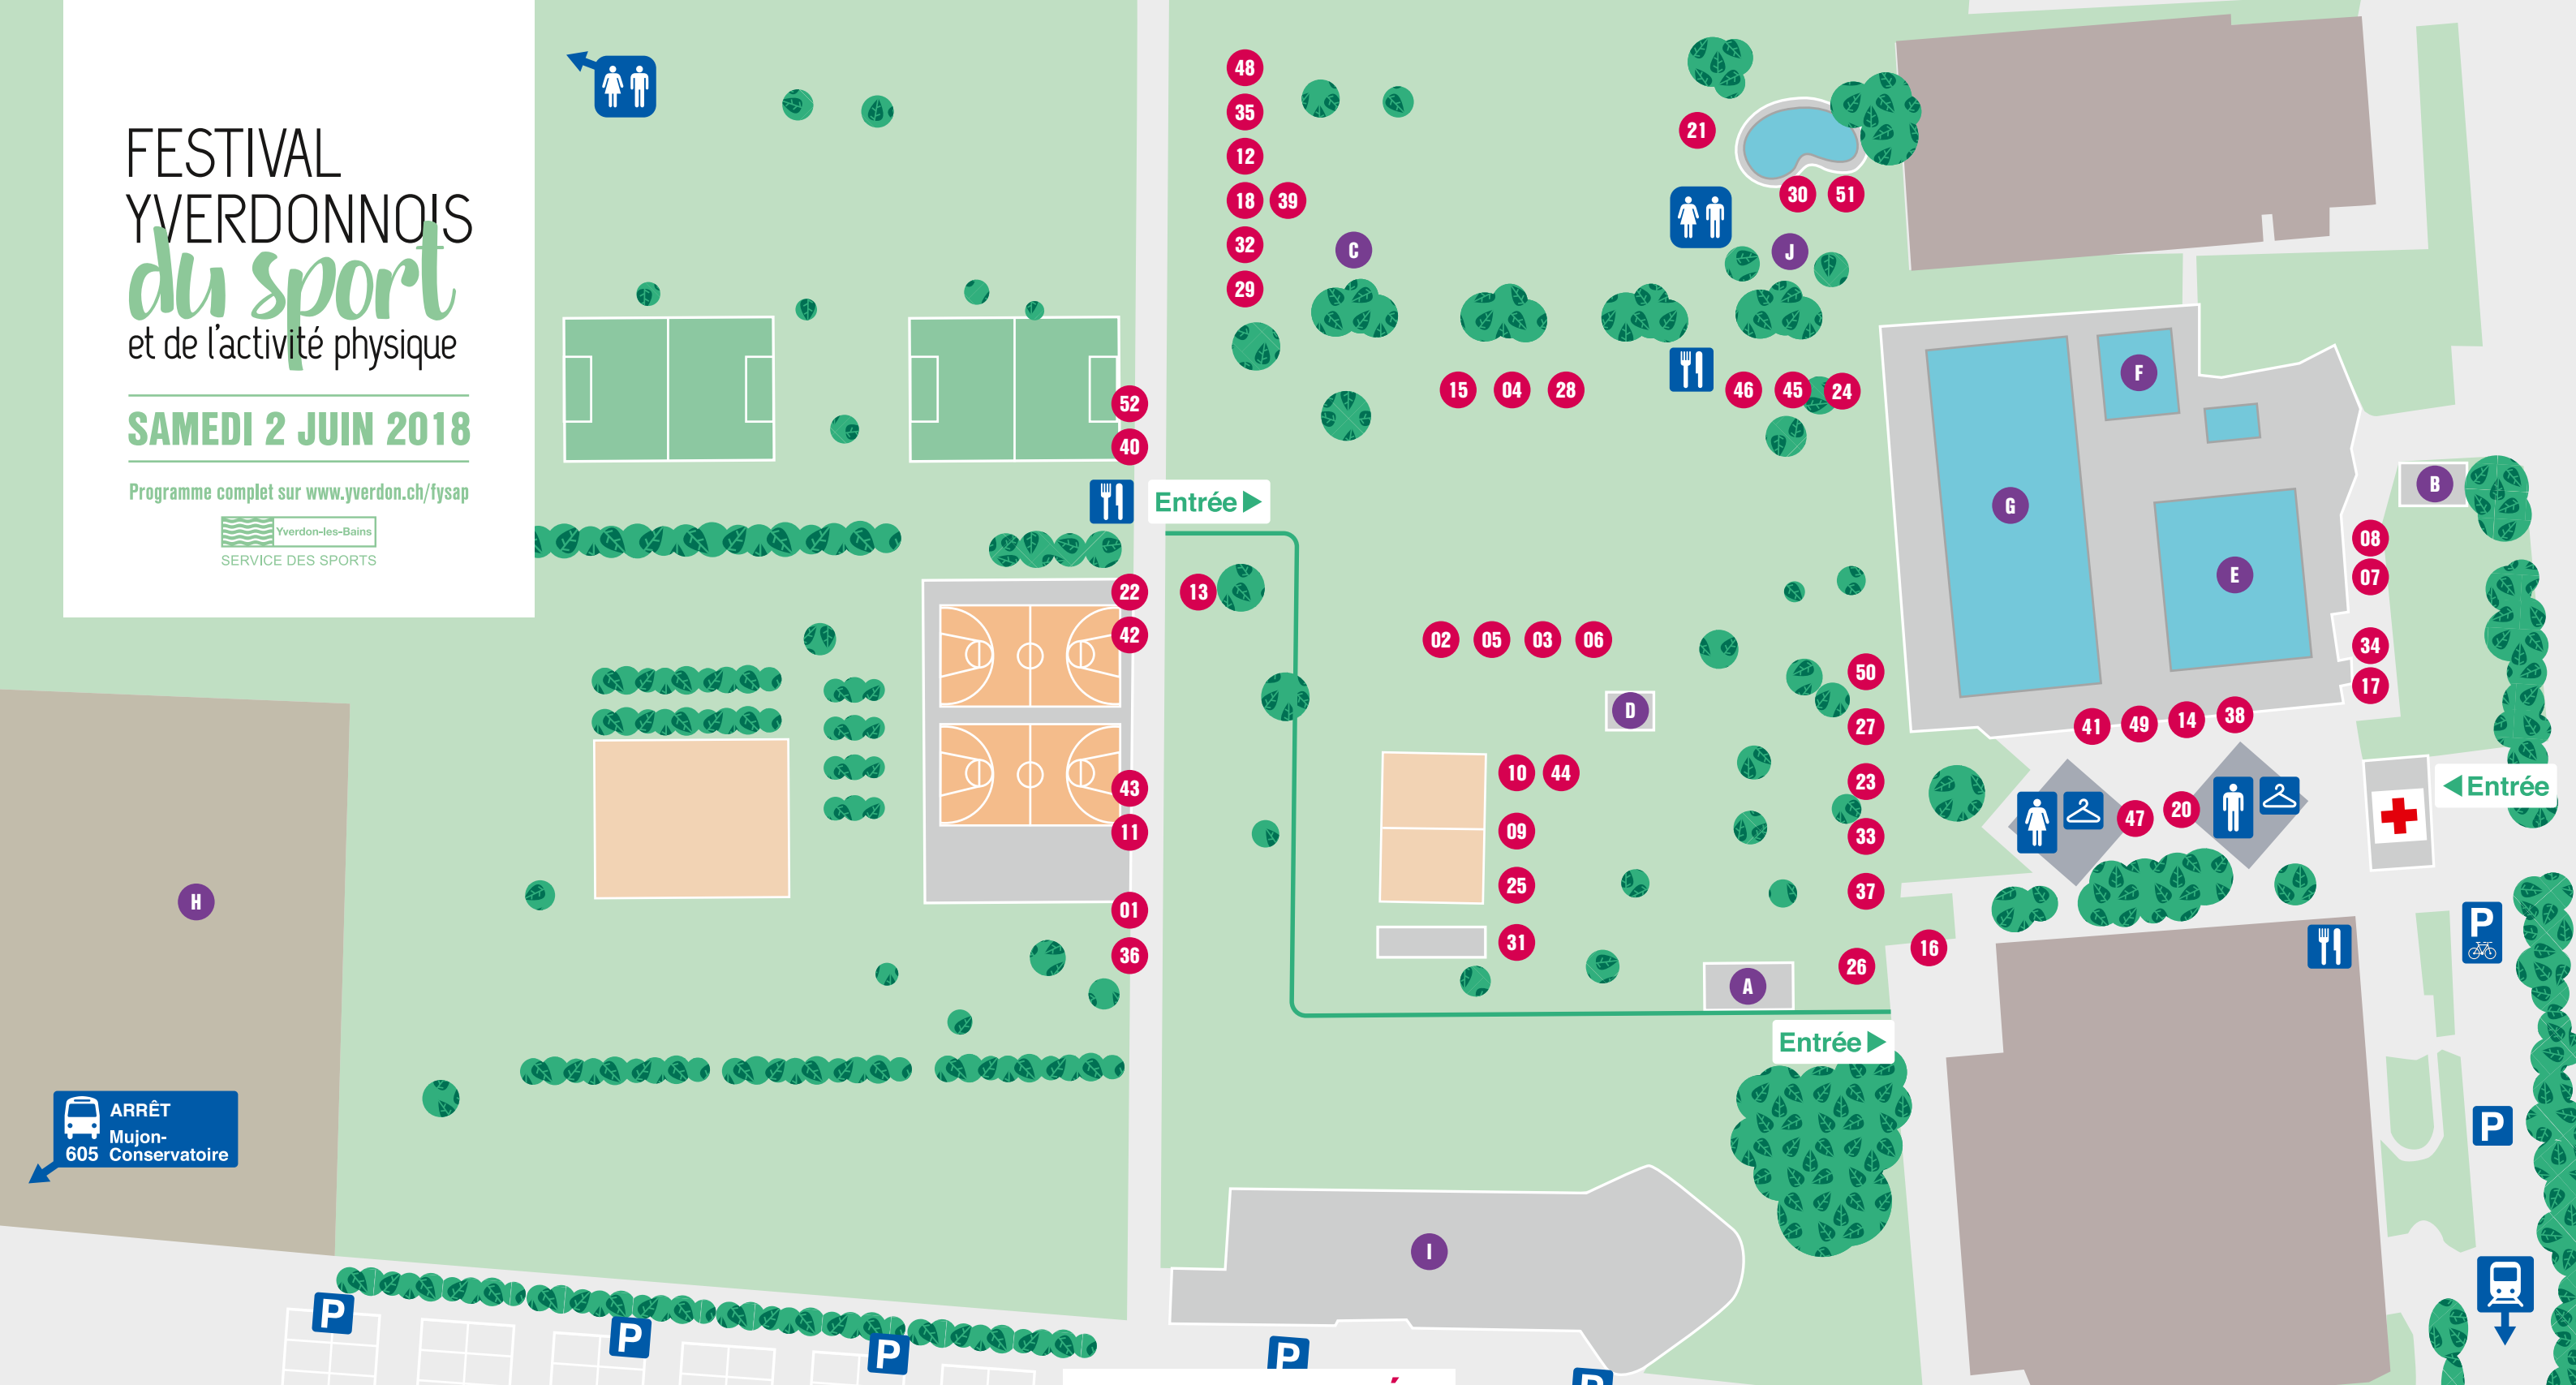 FESTIVAL
YVERDONNOIS
du sport
et de l'activité physique
SAMEDI 2 JUIN 2018
Programme complet sur www.yverdon.ch/fysap
Yverdon-les-Bains
SERVICE DES SPORTS
48
35
12
18 39
32
29
C
21
30 51
J
15 04 28
46 45 24
52
40
Entrée
22
42
13
02 05 03 06
D
50
27
23
33
37
10 44
09
25
31
43
11
01
36
A
26
16
Entrée
F
G
E
B
08
07
34
17
41 49 14 38
47 20
Entrée
H
ARRÊT
Mujon-
605 Conservatoire
I
P
P
P
P
P
P
P